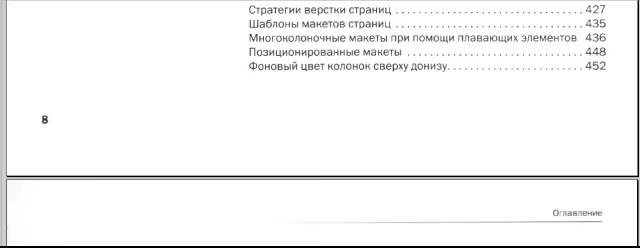 Стратегии верстки страниц ............................ 427
Шаблоны макетов страниц ............................ 435
Многоколоночные макеты при помощи плавающих элементов 436
Позиционированные макеты .......................... 448
Фоновый цвет колонок сверху донизу. .................... 452
8
Оглавление